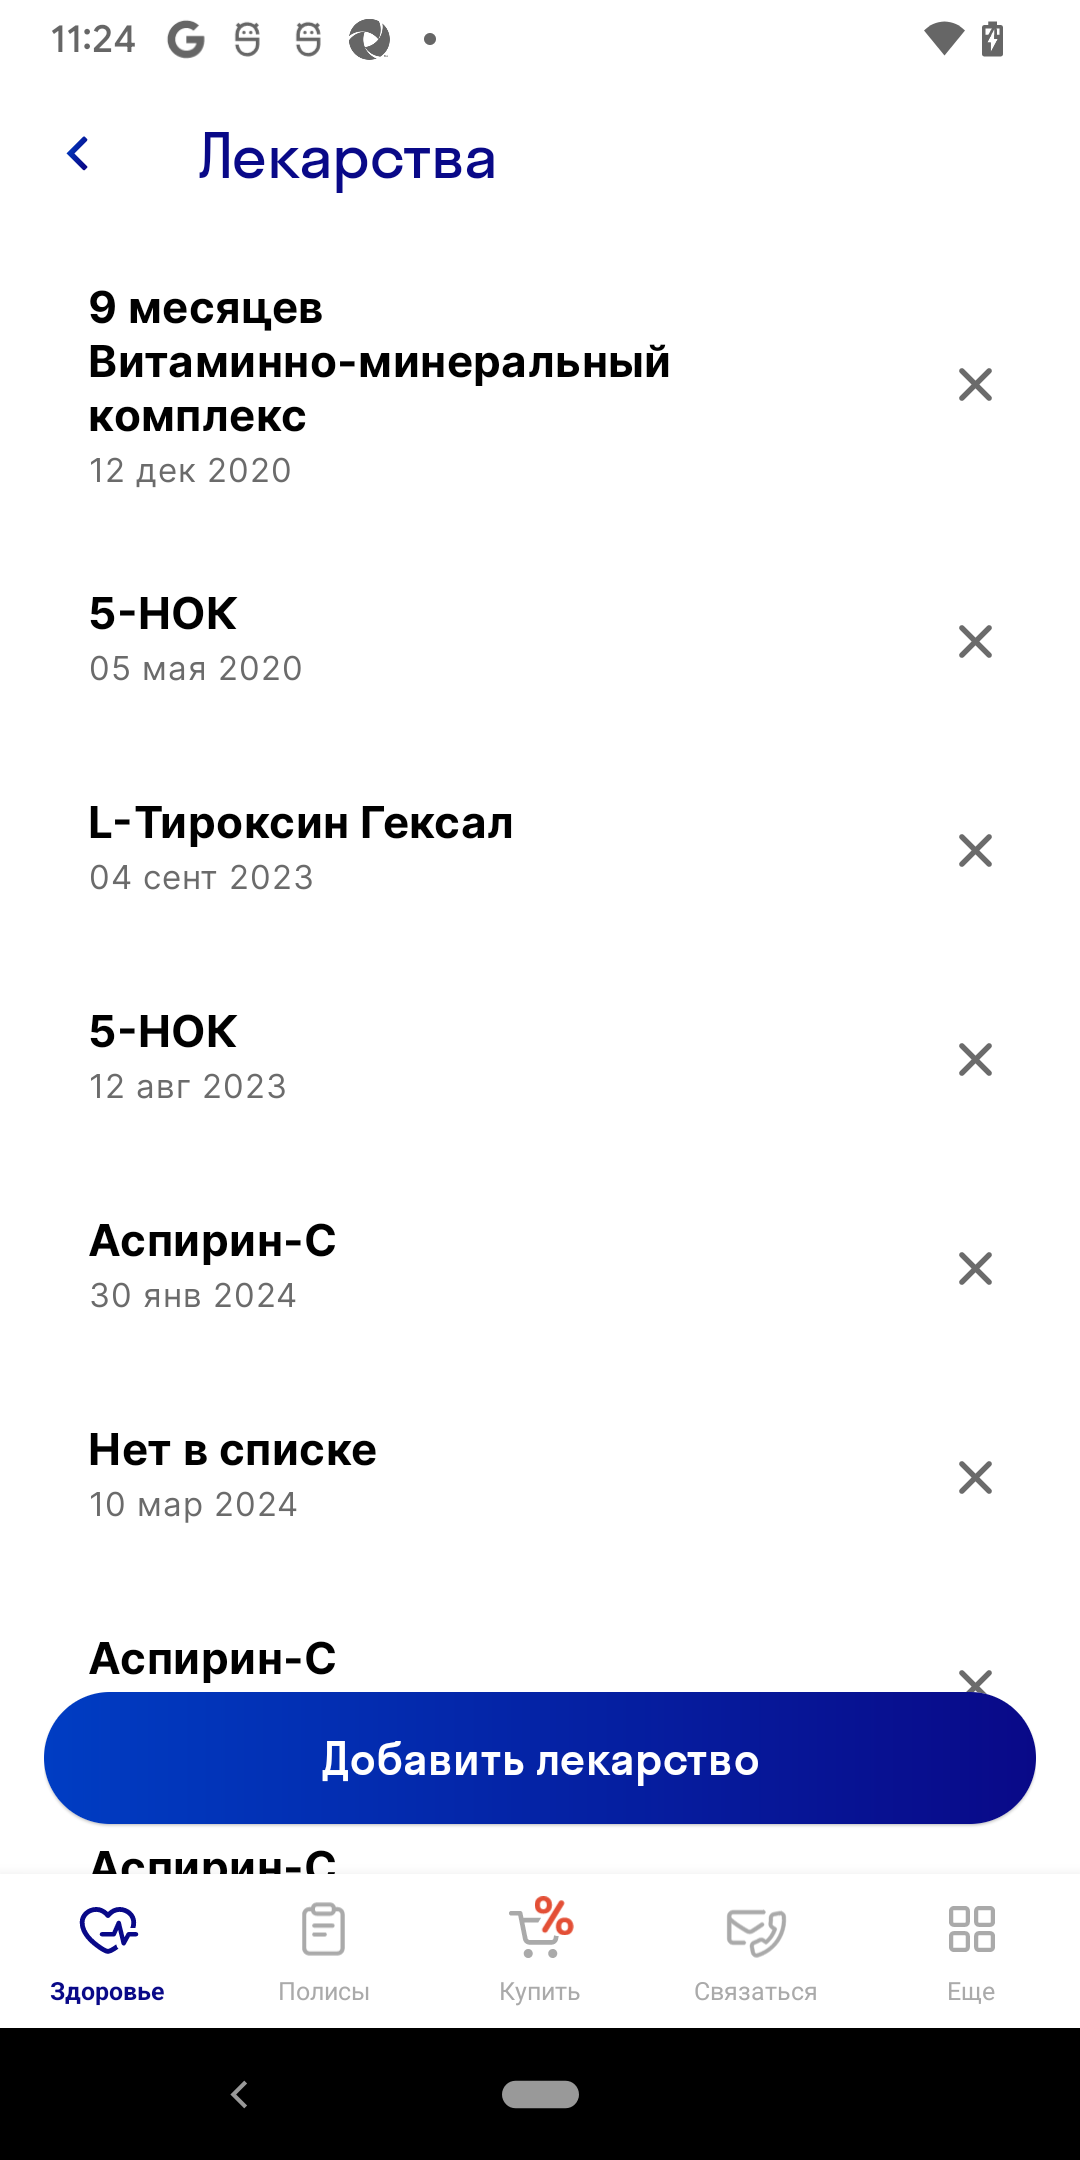 11:24
Лекарства
9 месяцев
Витаминно-минеральный
комплекс
12 дек 2020
5-НОК
05 мая 2020
L-Тироксин Гексал
04 сент 2023
5-НОК
12 авг 2023
Аспирин-С
30 янв 2024
Нет в списке
10 мар 2024
Аспирин-С
Добавить лекарство
Аспирин-С
Здоровье
Полисы
Купить
Связаться
Еще